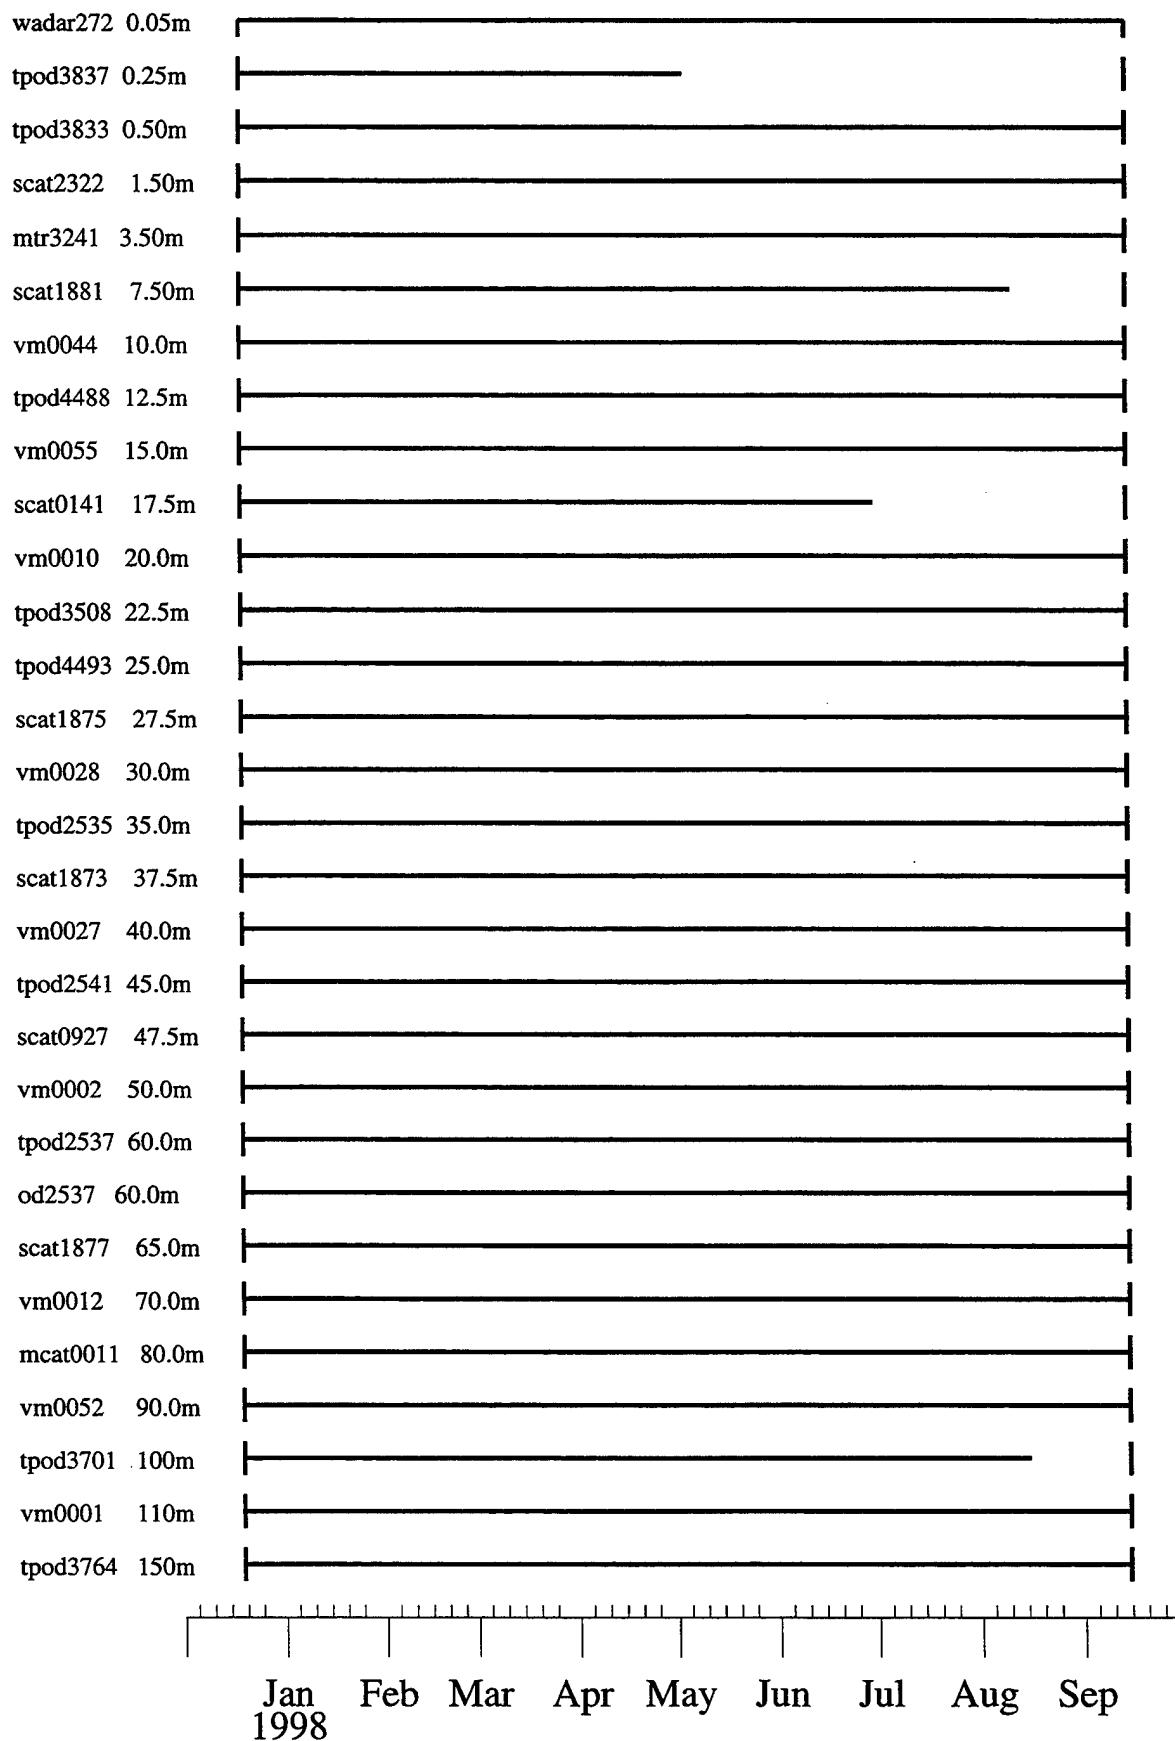 wadar272 0.05m
tpod3837 0.25m
tpod3833 0.50m
scat2322 1.50m
mtr3241 3.50m
scat1881 7.50m
vm0044 10.0m
tpod4488 12.5m
vm0055 15.0m
scat0141 17.5m
vm0010 20.0m
tpod3508 22.5m
tpod4493 25.0m
scat1875 27.5m
vm0028 30.0m
tpod2535 35.0m
scat1873 37.5m
vm0027 40.0m
tpod2541 45.0m
scat0927 47.5m
vm0002 50.0m
tpod2537 60.0m
od2537 60.0m
scat1877 65.0m
vm0012 70.0m
mcat0011 80.0m
vm0052 90.0m
tpod3701 100m
vm0001 110m
tpod3764 150m
Jan Feb Mar Apr May Jun Jul Aug Sep
1998